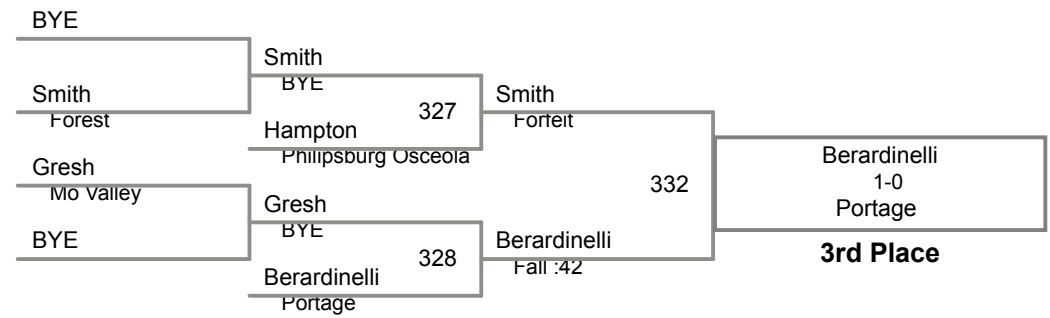 BYE
Smith
BYE
Smith
Forest
327
Smith
Forfeit
Hampton
Philipsburg Osceola
Gresh
Mo Valley
332
Berardinelli
1-0
Portage
3rd Place
Gresh
BYE
BYE
328
Berardinelli
Fall :42
Berardinelli
Portage